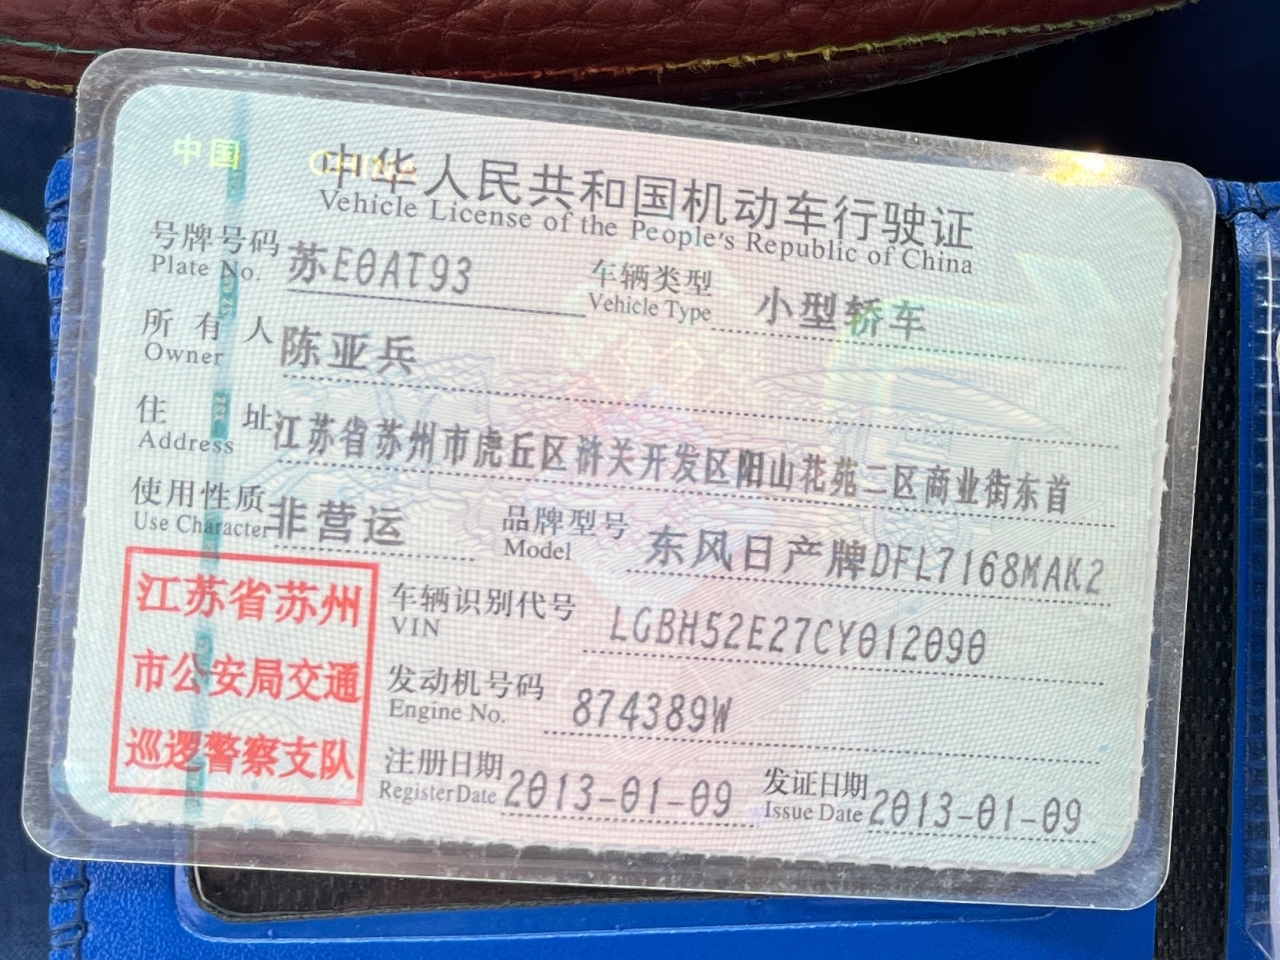 中国 CHINA
中华人民共和国机动车行驶证
Vehicle License of the People's Republic of China
号牌号码 苏E0AT93 车辆类型 小型轿车
Plate No. Vehicle Type
所有人 陈亚兵
Owner
住址 江苏省苏州市虎丘区浒关开发区阳山花苑二区商业街东首
Address
使用性质 非营运 品牌型号 东风日产牌DFL7168MAK2
Use Character Model
江苏省苏州
市公安局交通
巡逻警察支队
车辆识别代号 LGBH52E27CY012090
VIN
发动机号码 874389W
Engine No.
注册日期 2013-01-09 发证日期 2013-01-09
Register Date Issue Date